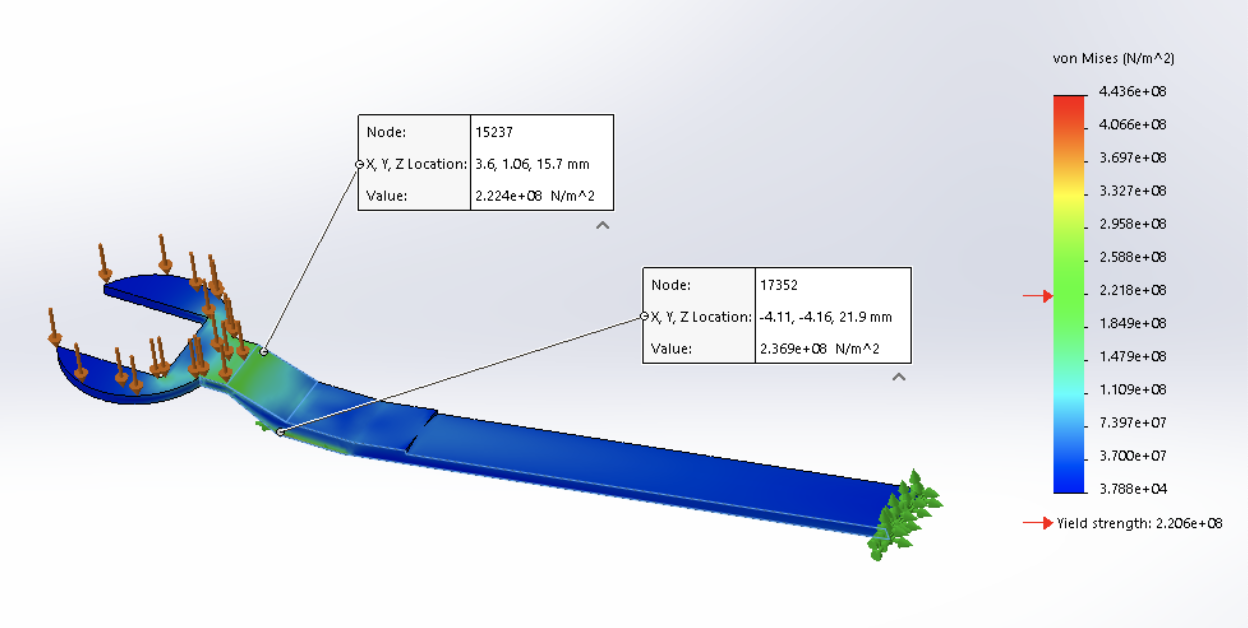 von Mises (N/m^2)
4.436e+08
4.066e+08
3.697e+08
3.327e+08
2.958e+08
2.588e+08
2.218e+08
1.849e+08
1.479e+08
1.109e+08
7.397e+07
3.700e+07
3.788e+04
Yield strength: 2.206e+08
Node: 15237
X, Y, Z Location: 3.6, 1.06, 15.7 mm
Value: 2.224e+08 N/m^2
Node: 17352
X, Y, Z Location: -4.11, -4.16, 21.9 mm
Value: 2.369e+08 N/m^2